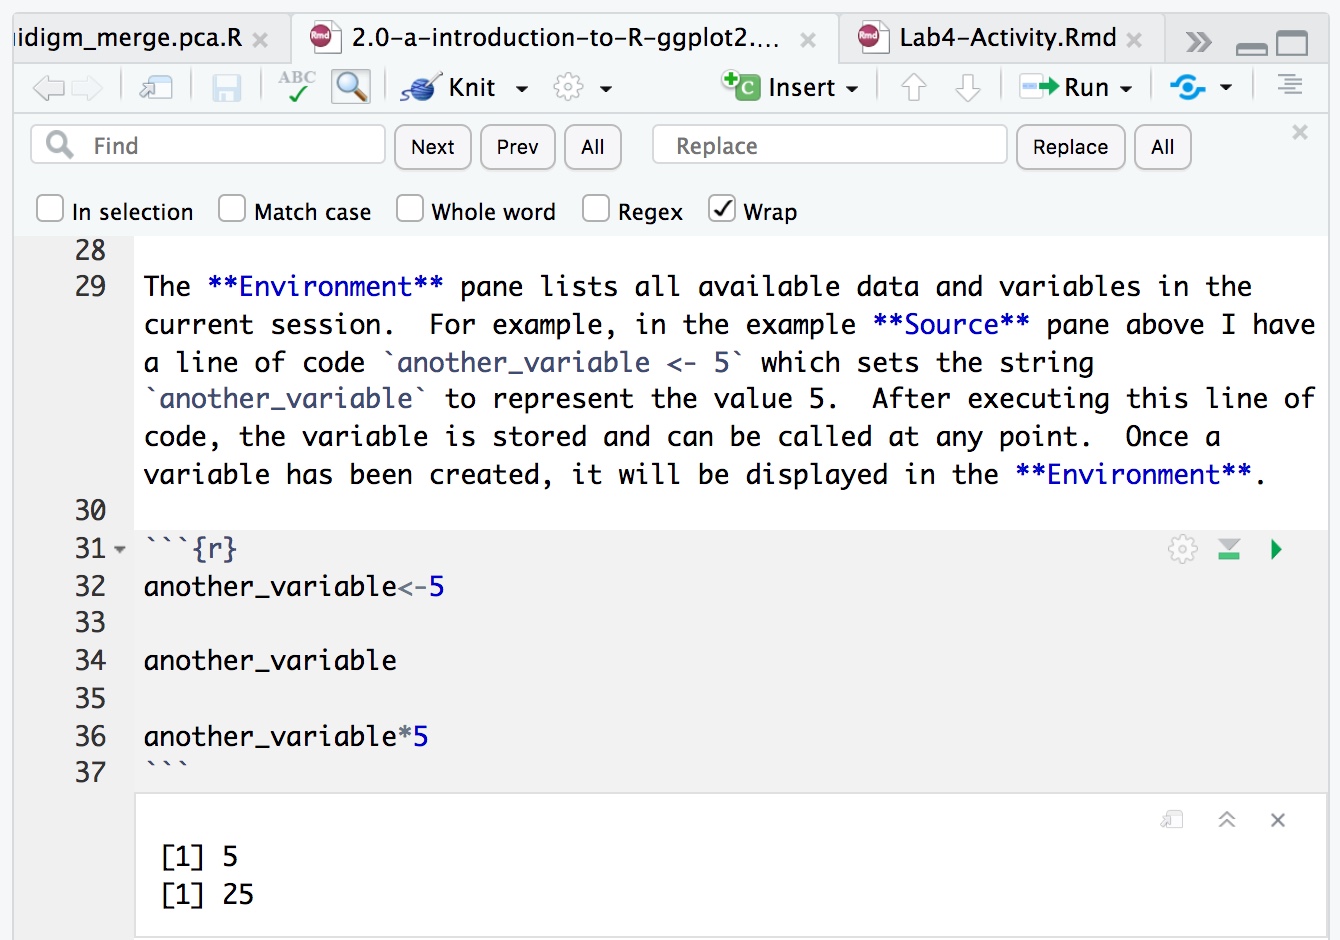 idigm_merge.pca.R
2.0-a-introduction-to-R-ggplot2....
Lab4-Activity.Rmd
ABC Knit Insert Run
Find Next Prev All Replace Replace All
In selection Match case Whole word Regex Wrap
28
29 The **Environment** pane lists all available data and variables in the
current session.  For example, in the example **Source** pane above I have
a line of code `another_variable <- 5` which sets the string
`another_variable` to represent the value 5.  After executing this line of
code, the variable is stored and can be called at any point.  Once a
variable has been created, it will be displayed in the **Environment**.
30
31 ```{r}
32 another_variable<-5
33
34 another_variable
35
36 another_variable*5
37 ```
[1] 5
[1] 25